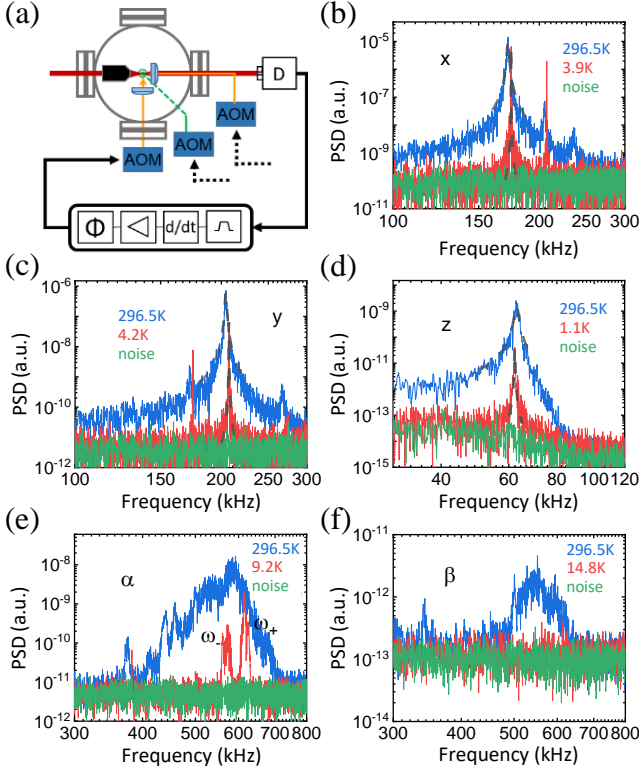 (a)
D
AOM
AOM
AOM
Φ
d/dt
(b)
x
296.5K
3.9K
noise
PSD (a.u.)
10⁻⁵
10⁻⁷
10⁻⁹
10⁻¹¹
100 150 200 250 300
Frequency (kHz)
(c)
y
296.5K
4.2K
noise
PSD (a.u.)
10⁻⁶
10⁻⁸
10⁻¹⁰
10⁻¹²
100 150 200 250 300
Frequency (kHz)
(d)
z
296.5K
1.1K
noise
PSD (a.u.)
10⁻⁹
10⁻¹¹
10⁻¹³
10⁻¹⁵
40 60 80 100 120
Frequency (kHz)
(e)
α
296.5K
9.2K
noise
ω₋
ω₊
PSD (a.u.)
10⁻⁸
10⁻⁹
10⁻¹⁰
10⁻¹¹
10⁻¹²
300 400 500 600 700 800
Frequency (kHz)
(f)
β
296.5K
14.8K
noise
PSD (a.u.)
10⁻¹¹
10⁻¹²
10⁻¹³
10⁻¹⁴
300 400 500 600 700 800
Frequency (kHz)